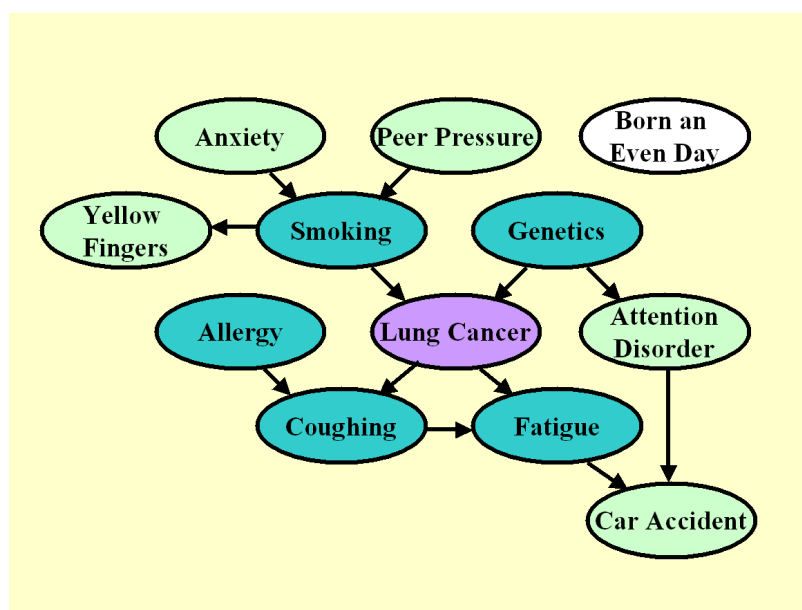 Anxiety
Peer Pressure
Born an
Even Day
Yellow
Fingers
Smoking
Genetics
Allergy
Lung Cancer
Attention
Disorder
Coughing
Fatigue
Car Accident